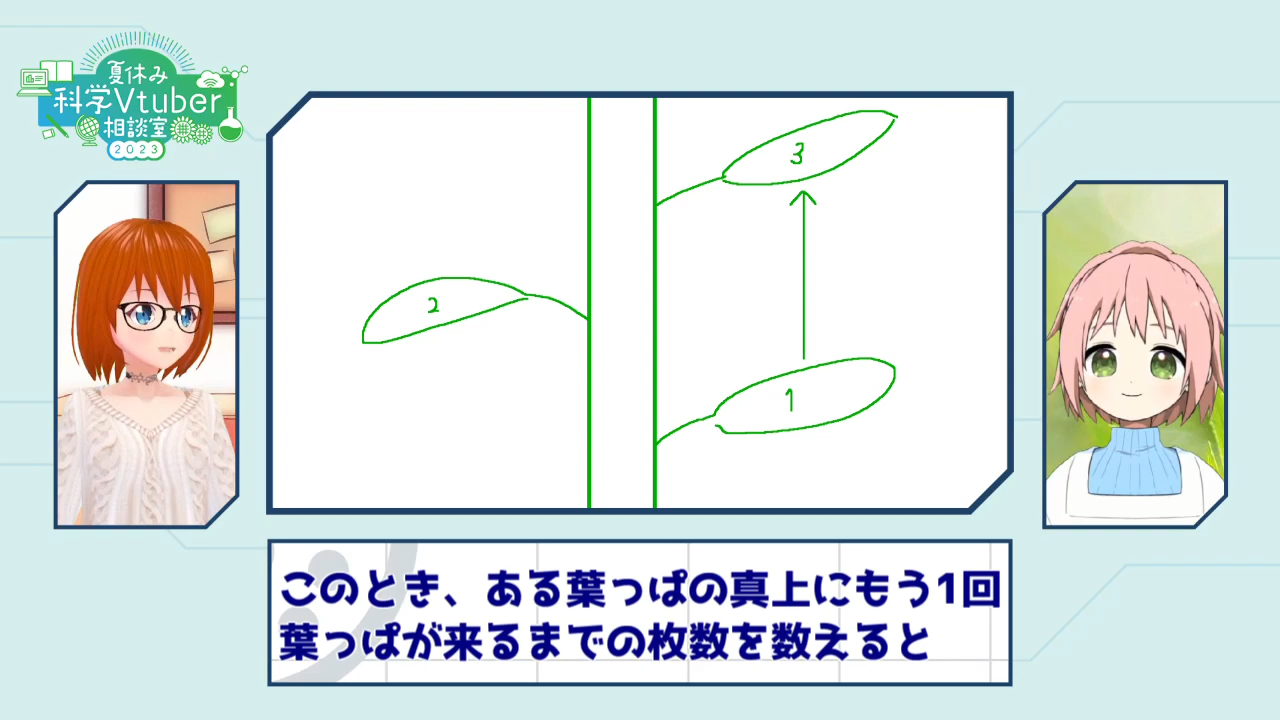 夏休み
科学Vtuber
相談室
2023
3
2
1
このとき、ある葉っぱの真上にもう1回
葉っぱが来るまでの枚数を数えると